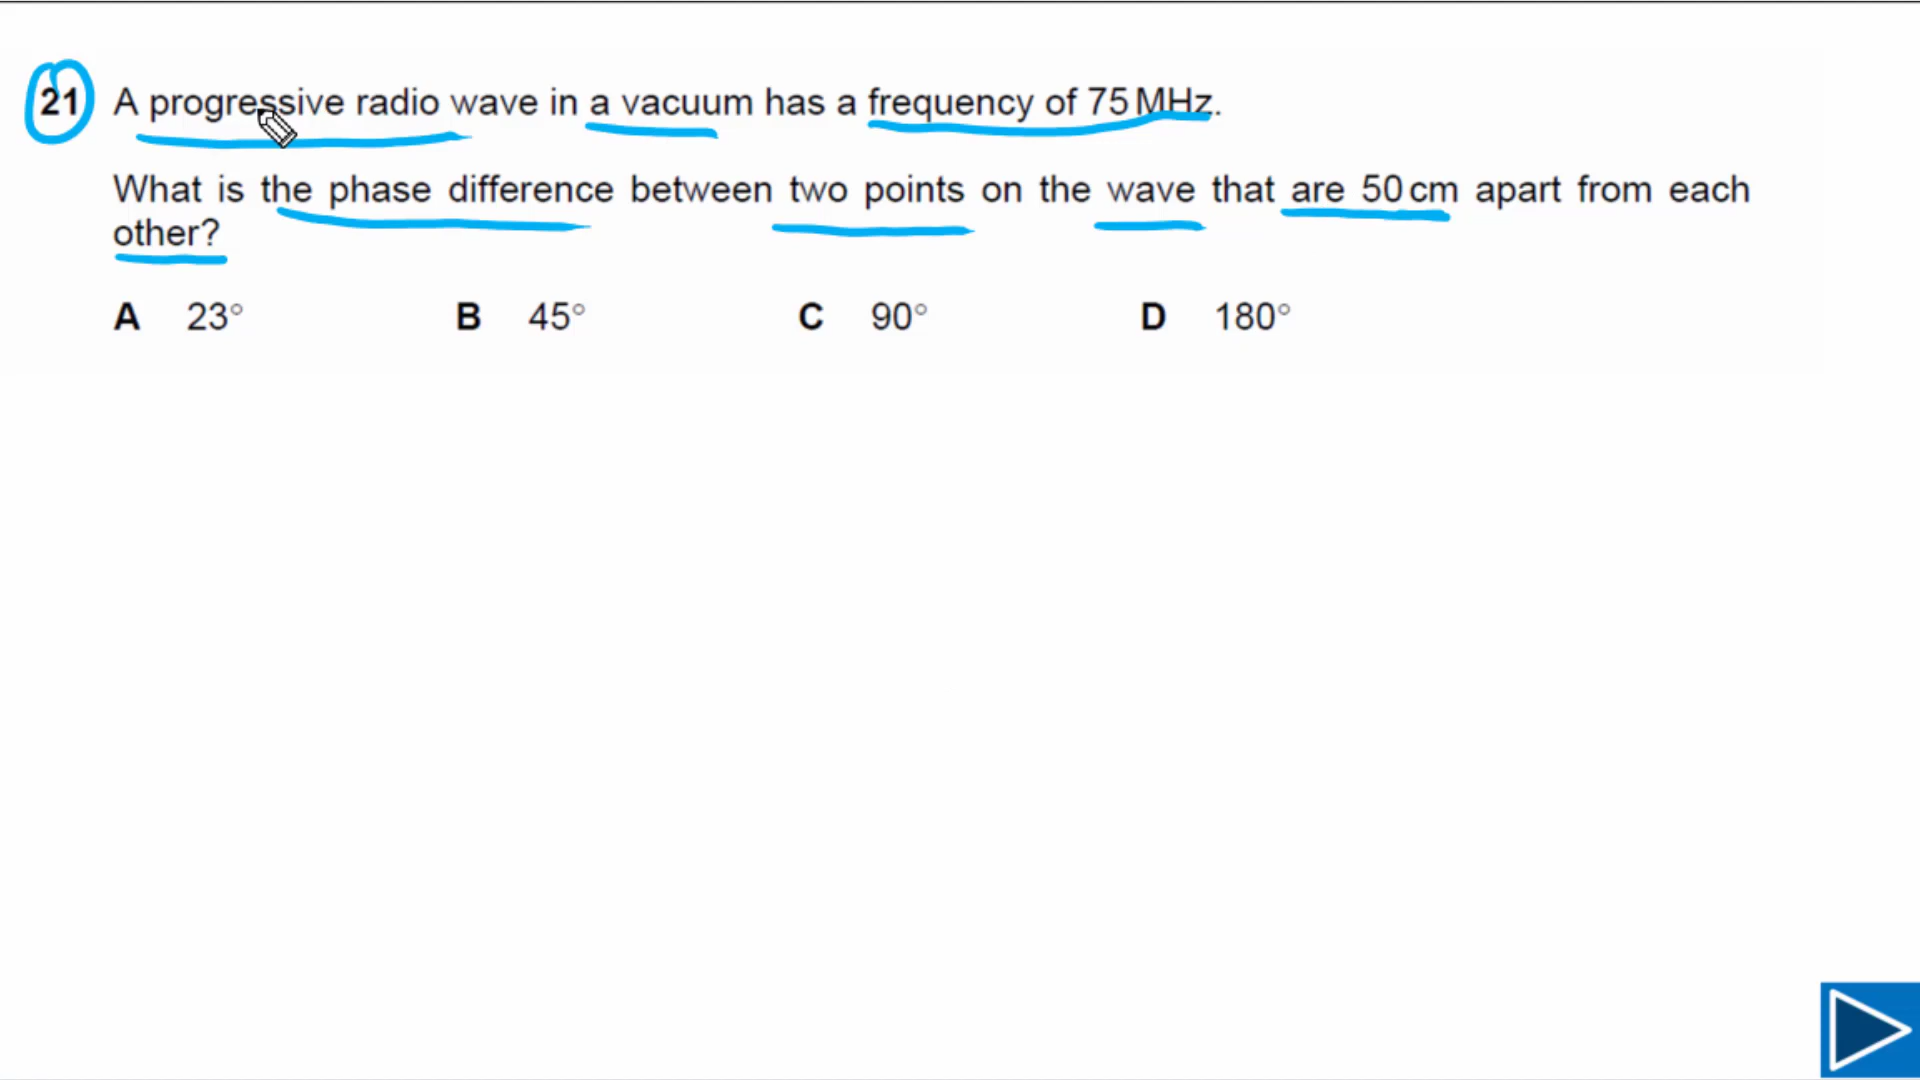 21 A progressive radio wave in a vacuum has a frequency of 75 MHz.
What is the phase difference between two points on the wave that are 50 cm apart from each
other?
A 23° B 45° C 90° D 180°